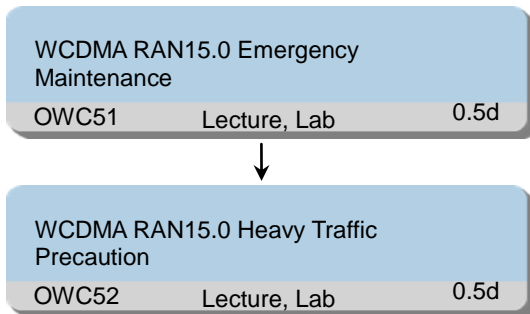 WCDMA RAN15.0 Emergency
Maintenance
OWC51 Lecture, Lab 0.5d
WCDMA RAN15.0 Heavy Traffic
Precaution
OWC52 Lecture, Lab 0.5d